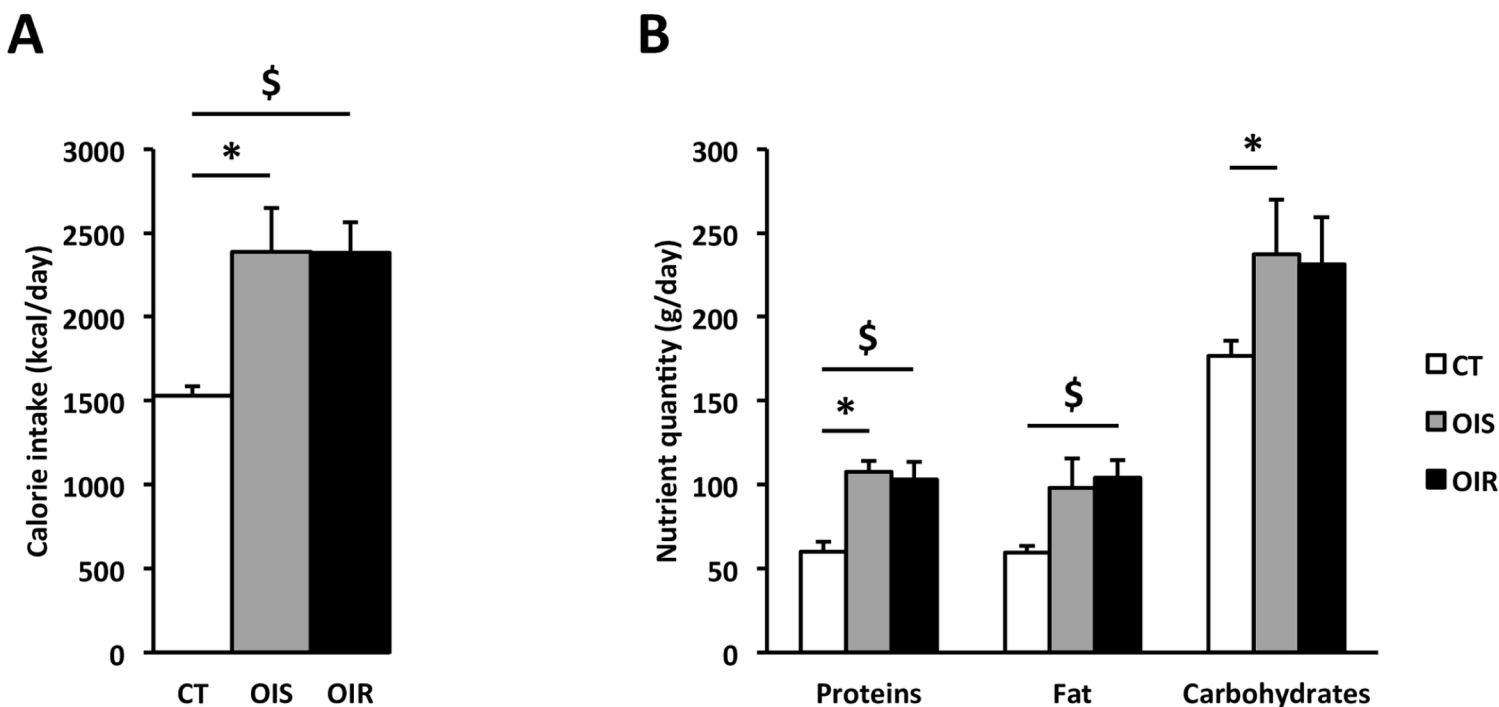 A
B
$
*
3000
2500
2000
1500
1000
500
0
Calorie intake (kcal/day)
CT OIS OIR
300
250
200
150
100
50
0
Nutrient quantity (g/day)
$
*
$
*
Proteins Fat Carbohydrates
CT
OIS
OIR